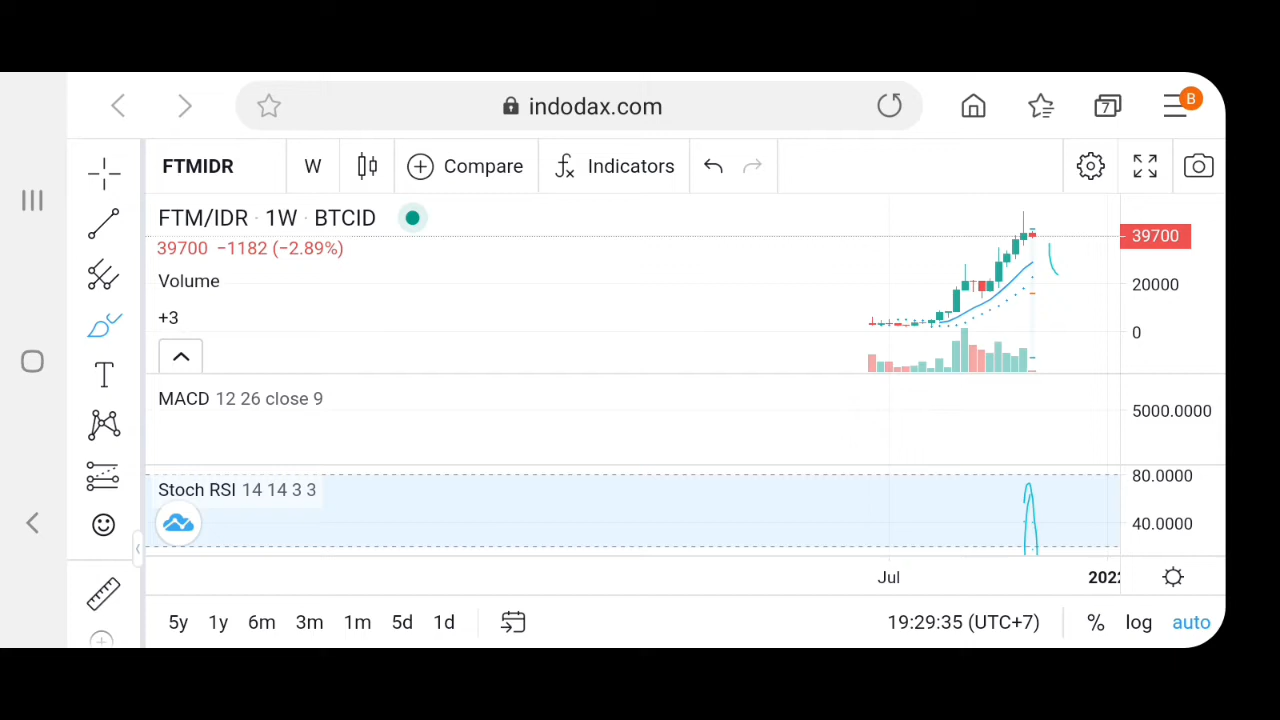 indodax.com
7
B
FTMIDR
W
Compare
Indicators
FTM/IDR · 1W · BTCID
39700 −1182 (−2.89%)
39700
Volume
20000
+3
0
MACD 12 26 close 9
5000.0000
80.0000
Stoch RSI 14 14 3 3
40.0000
T
Jul
2022
5y 1y 6m 3m 1m 5d 1d
19:29:35 (UTC+7)
% log auto